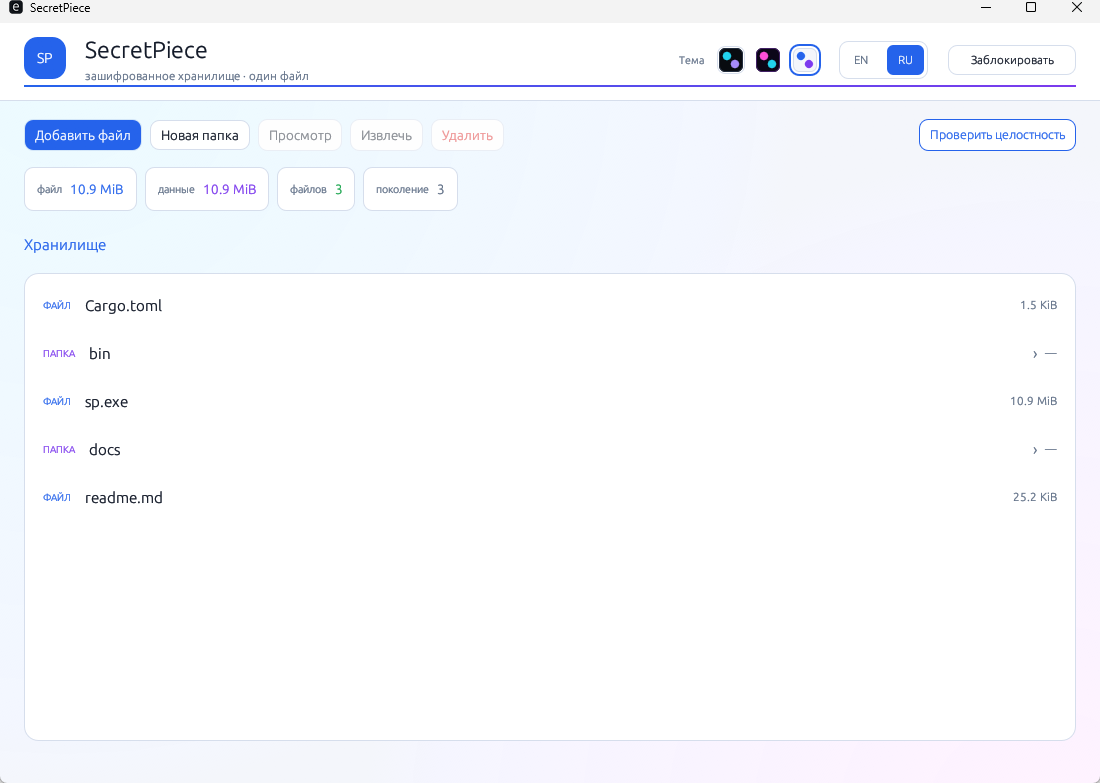 e SecretPiece
SP
SecretPiece
зашифрованное хранилище · один файл
Тема
EN RU
Заблокировать
Добавить файл Новая папка Просмотр Извлечь Удалить Проверить целостность
файл 10.9 MiB данные 10.9 MiB файлов 3 поколение 3
Хранилище
ФАЙЛ Cargo.toml 1.5 KiB
ПАПКА bin › —
ФАЙЛ sp.exe 10.9 MiB
ПАПКА docs › —
ФАЙЛ readme.md 25.2 KiB